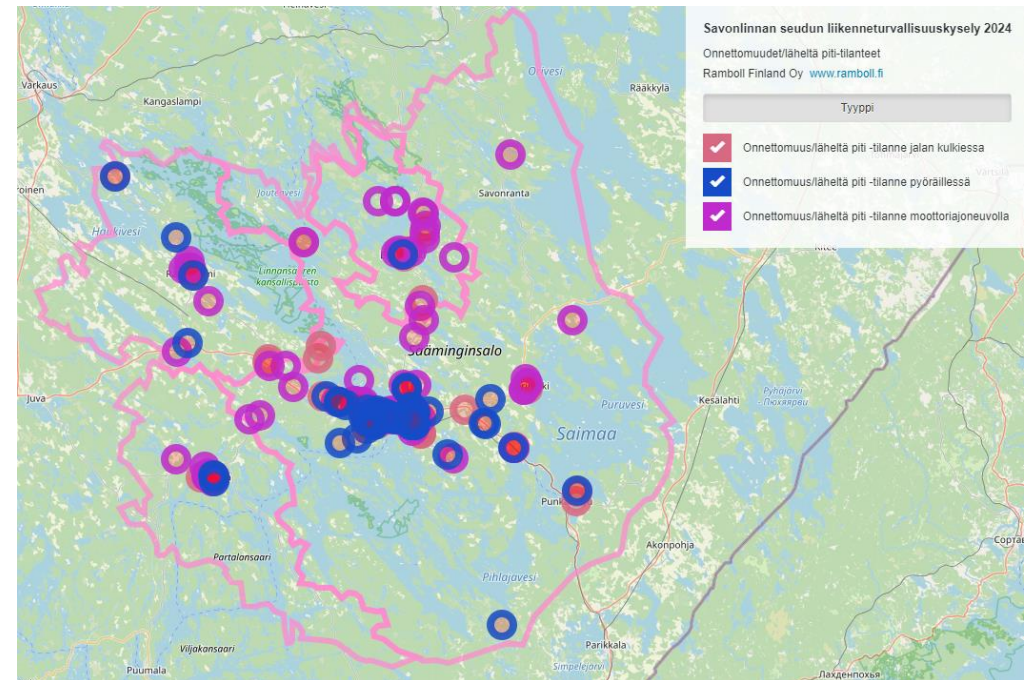 Savonlinnan seudun liikenneturvallisuuskysely 2024
Onnettomuudet/läheltä piti-tilanteet
Ramboll Finland Oy www.ramboll.fi
Tyyppi
Onnettomuus/läheltä piti -tilanne jalan kulkiessa
Onnettomuus/läheltä piti -tilanne pyöräillessä
Onnettomuus/läheltä piti -tilanne moottoriajoneuvolla
Heinävesi
Orivesi
Varkaus
Rääkkylä
Kangaslampi
Joutenvesi
Savonranta
Haukivesi
Linnansaaren
kansallispuisto
Sääminginsalo
Juva
Puruvesi
Kesälahti
Pyhäjärvi
- Пюхяярви
Saimaa
Akonpohja
Partalansaari
Pihlajavesi
Viljakansaari
Parikkala
Puumala
Simpelejärvi
Лахденпохья